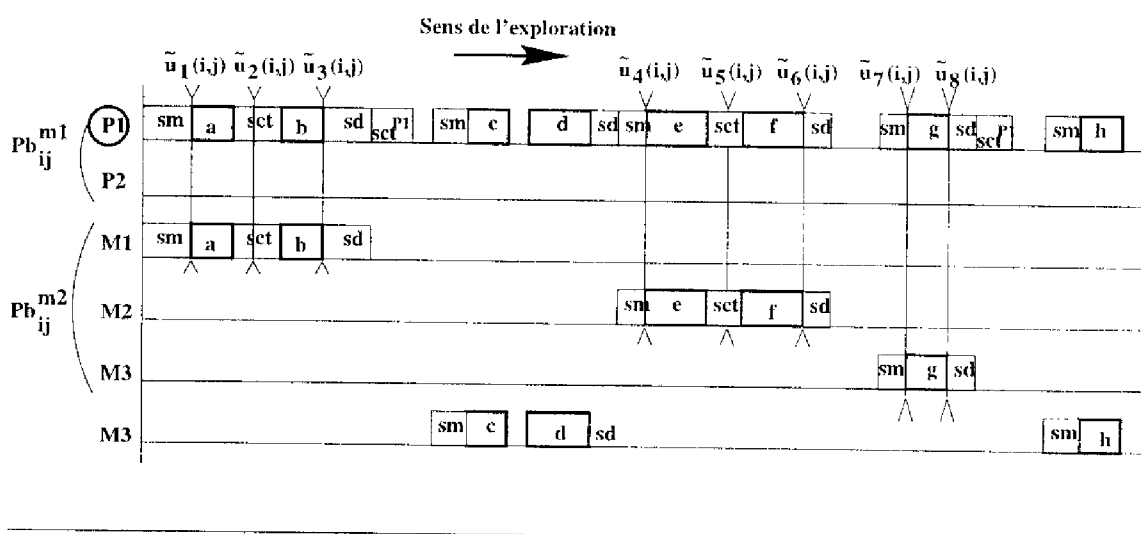 Sens de l'exploration
ũ1(i,j) ũ2(i,j) ũ3(i,j) ũ4(i,j) ũ5(i,j) ũ6(i,j) ũ7(i,j) ũ8(i,j)
Pb ij m1
P1 sm a sct b sd sct P1 sm c d sd sm e sct f sd sm g sd sct P1 sm h
P2
M1 sm a sct b sd
Pb ij m2
M2 sm e sct f sd
M3 sm g sd
M3 sm c d sd sm h